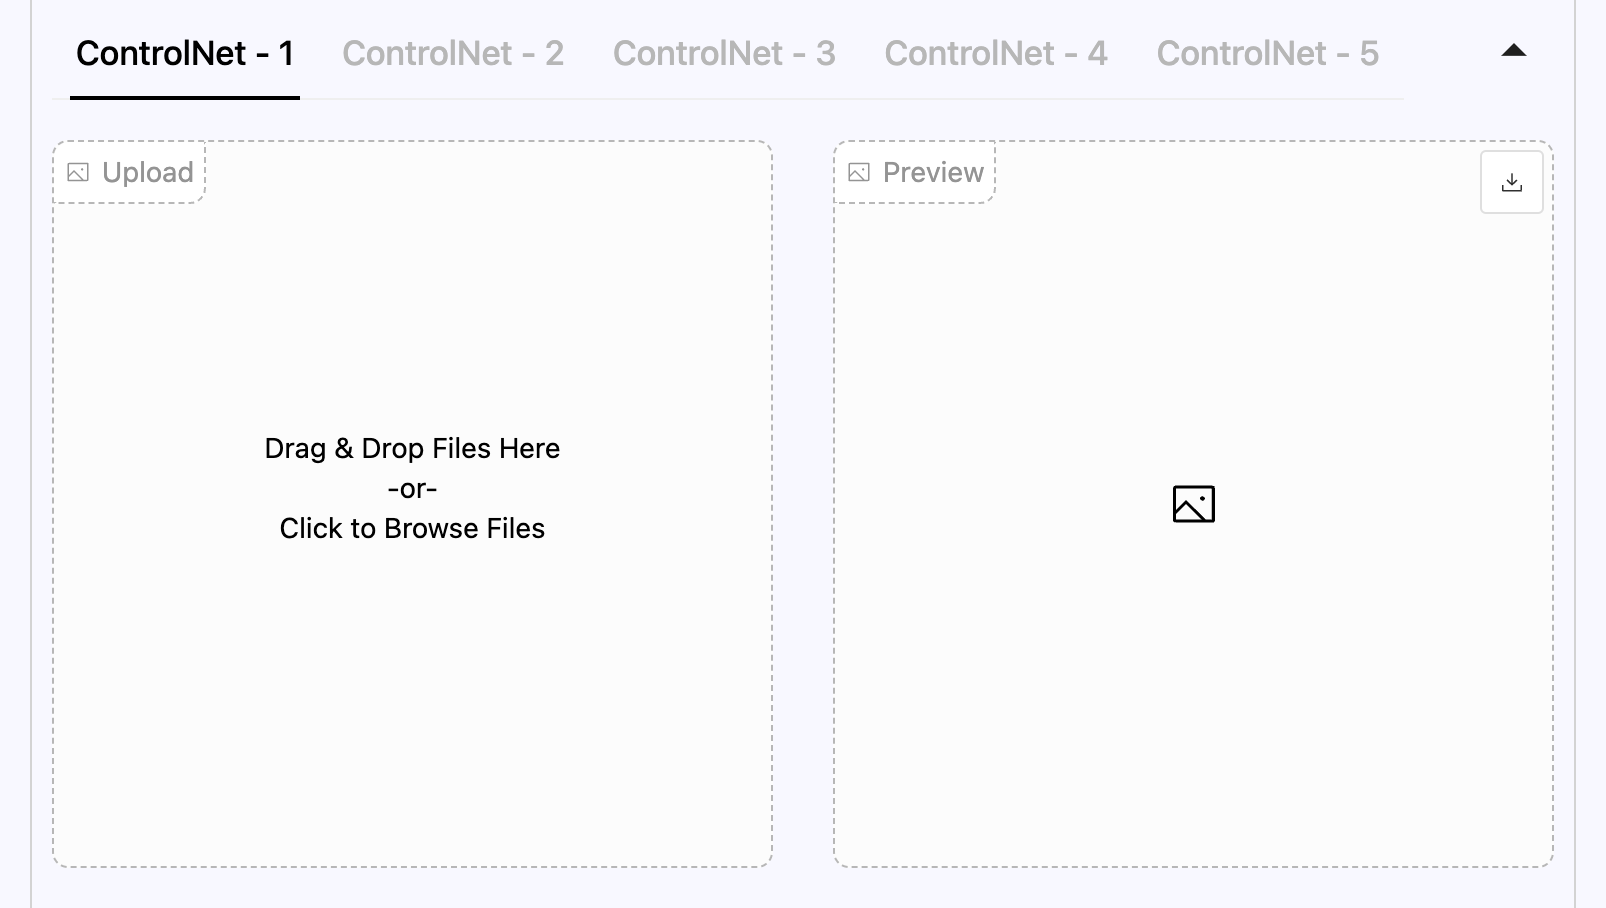 ControlNet - 1 ControlNet - 2 ControlNet - 3 ControlNet - 4 ControlNet - 5
Upload
Drag & Drop Files Here
-or-
Click to Browse Files
Preview